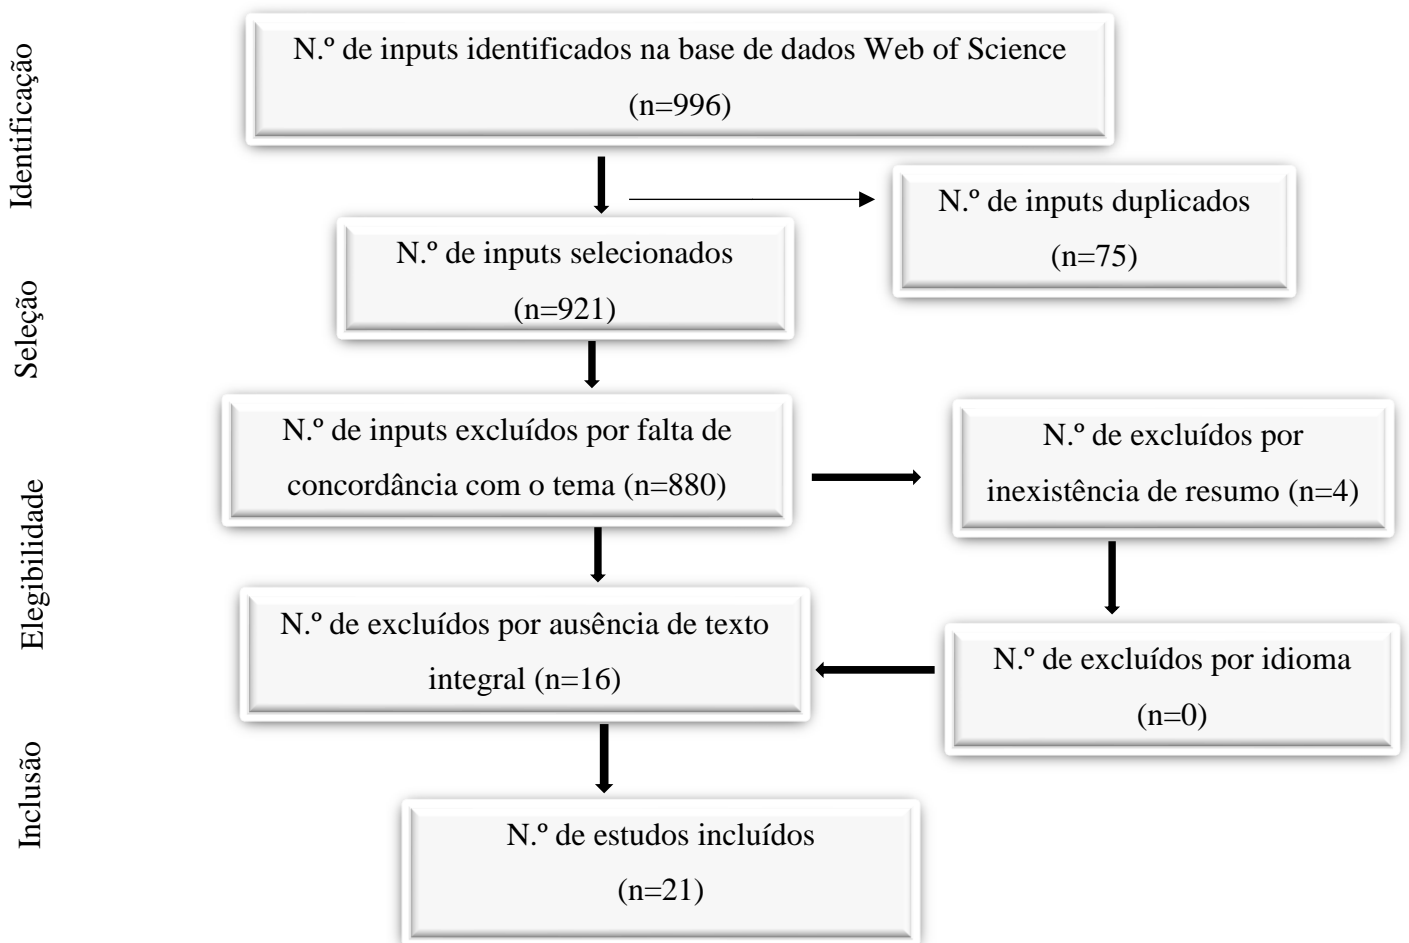 Identificação
N.º de inputs identificados na base de dados Web of Science
(n=996)
N.º de inputs duplicados
(n=75)
Seleção
N.º de inputs selecionados
(n=921)
Elegibilidade
N.º de inputs excluídos por falta de
concordância com o tema (n=880)
N.º de excluídos por
inexistência de resumo (n=4)
N.º de excluídos por ausência de texto
integral (n=16)
N.º de excluídos por idioma
(n=0)
Inclusão
N.º de estudos incluídos
(n=21)